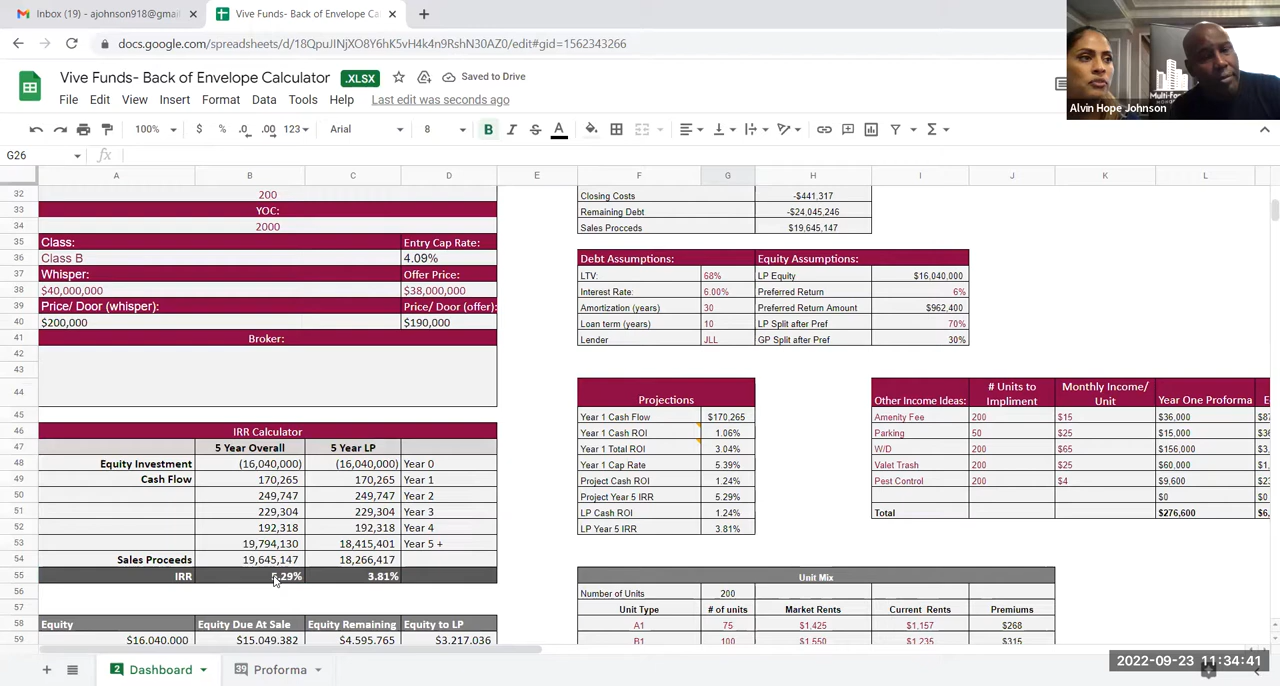 Inbox (19) - ajohnson918@gmai
Vive Funds- Back of Envelope Cal
docs.google.com/spreadsheets/d/18QpuJINjXO8Y6hK5vH4k4n9RshN30AZ0/edit#gid=1562343266
Vive Funds- Back of Envelope Calculator .XLSX Saved to Drive
File Edit View Insert Format Data Tools Help Last edit was seconds ago
Alvin Hope Johnson
100% $ % .0 .00 123 Arial 8 B I S A
G26 fx
A B C D E F G H I J K L
32 200 Closing Costs -$441,317
33 YOC: Remaining Debt -$24,045,246
34 2000 Sales Procceds $19,645,147
35 Class: Entry Cap Rate:
36 Class B 4.09% Debt Assumptions: Equity Assumptions:
37 Whisper: Offer Price: LTV: 68% LP Equity $16,040,000
38 $40,000,000 $38,000,000 Interest Rate: 6.00% Preferred Return 6%
39 Price/ Door (whisper): Price/ Door (offer): Amortization (years) 30 Preferred Return Amount $962,400
40 $200,000 $190,000 Loan term (years) 10 LP Split after Pref 70%
41 Broker: Lender JLL GP Split after Pref 30%
42
43
44 Projections Other Income Ideas: # Units to Impliment Monthly Income/ Unit Year One Proforma
45 Year 1 Cash Flow $170,265 Amenity Fee 200 $15 $36,000
46 IRR Calculator Year 1 Cash ROI 1.06% Parking 50 $25 $15,000
47 5 Year Overall 5 Year LP Year 1 Total ROI 3.04% W/D 200 $65 $156,000
48 Equity Investment (16,040,000) (16,040,000) Year 0 Year 1 Cap Rate 5.39% Valet Trash 200 $25 $60,000
49 Cash Flow 170,265 170,265 Year 1 Project Cash ROI 1.24% Pest Control 200 $4 $9,600
50 249,747 249,747 Year 2 Project Year 5 IRR 5.29% $0
51 229,304 229,304 Year 3 LP Cash ROI 1.24% Total $276,600
52 192,318 192,318 Year 4 LP Year 5 IRR 3.81%
53 19,794,130 18,415,401 Year 5 +
54 Sales Proceeds 19,645,147 18,266,417
55 IRR 5.29% 3.81% Unit Mix
56 Number of Units 200
57 Unit Type # of units Market Rents Current Rents Premiums
58 Equity Equity Due At Sale Equity Remaining Equity to LP A1 75 $1,425 $1,157 $268
59 $16,040,000 $15,049,382 $4,595,765 $3,217,036 B1 100 $1,550 $1,235 $315
2 Dashboard 39 Proforma
2022-09-23 11:34:41